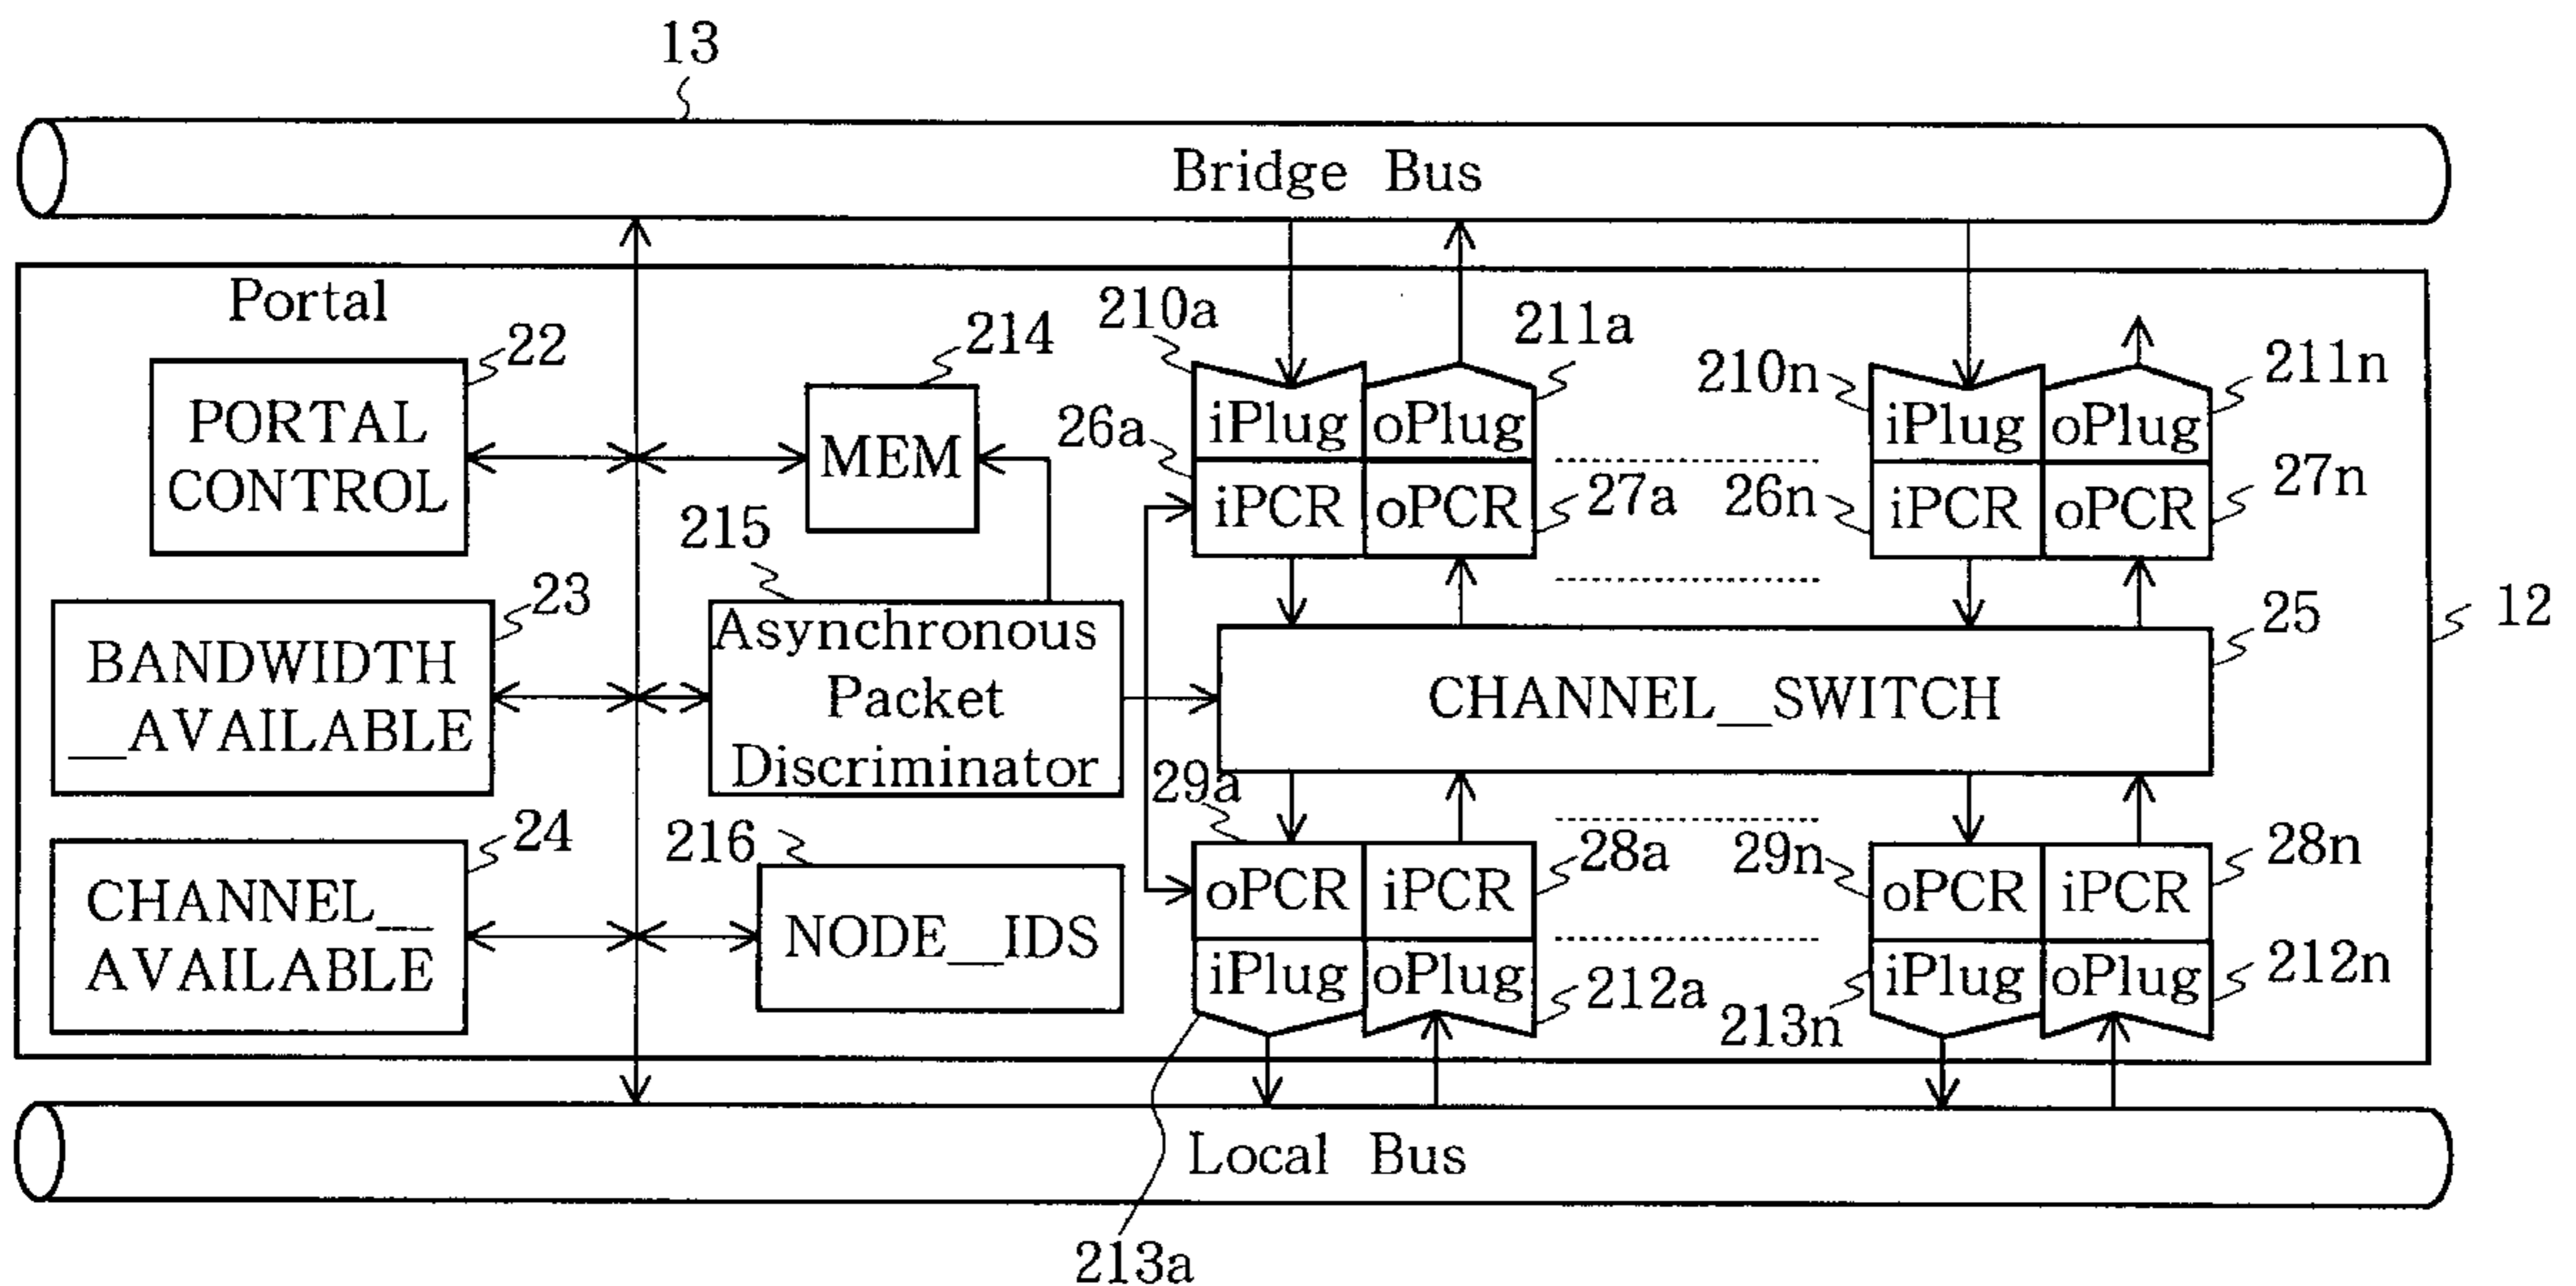 13
Bridge Bus
Portal
22
PORTAL
CONTROL
214
MEM
210a
iPlug
211a
oPlug
26a
iPCR
27a
oPCR
210n
iPlug
211n
oPlug
26n
iPCR
27n
oPCR
23
BANDWIDTH
__AVAILABLE
215
Asynchronous
Packet
Discriminator
CHANNEL__SWITCH
25
12
24
CHANNEL__
AVAILABLE
216
NODE__IDS
29a
oPCR
28a
iPCR
iPlug
oPlug
212a
29n
oPCR
28n
iPCR
213n
iPlug
oPlug
212n
Local Bus
213a